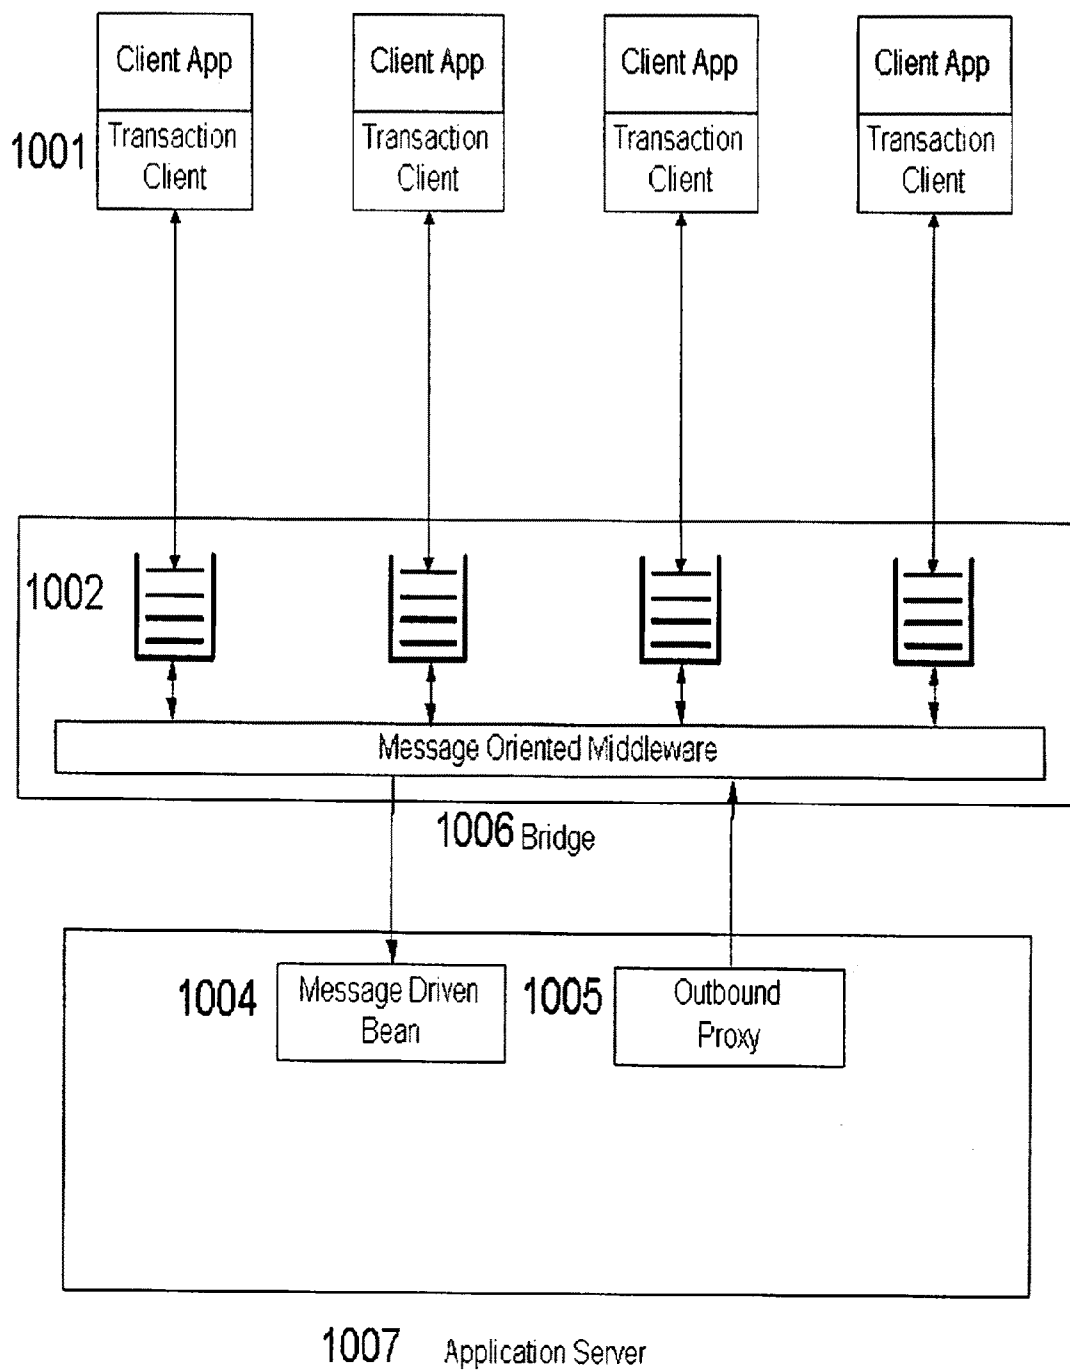 Client App
Client App
Client App
Client App
1001
Transaction
Client
Transaction
Client
Transaction
Client
Transaction
Client
1002
Message Oriented Middleware
1006 Bridge
1004
Message Driven
Bean
1005
Outbound
Proxy
1007 Application Server